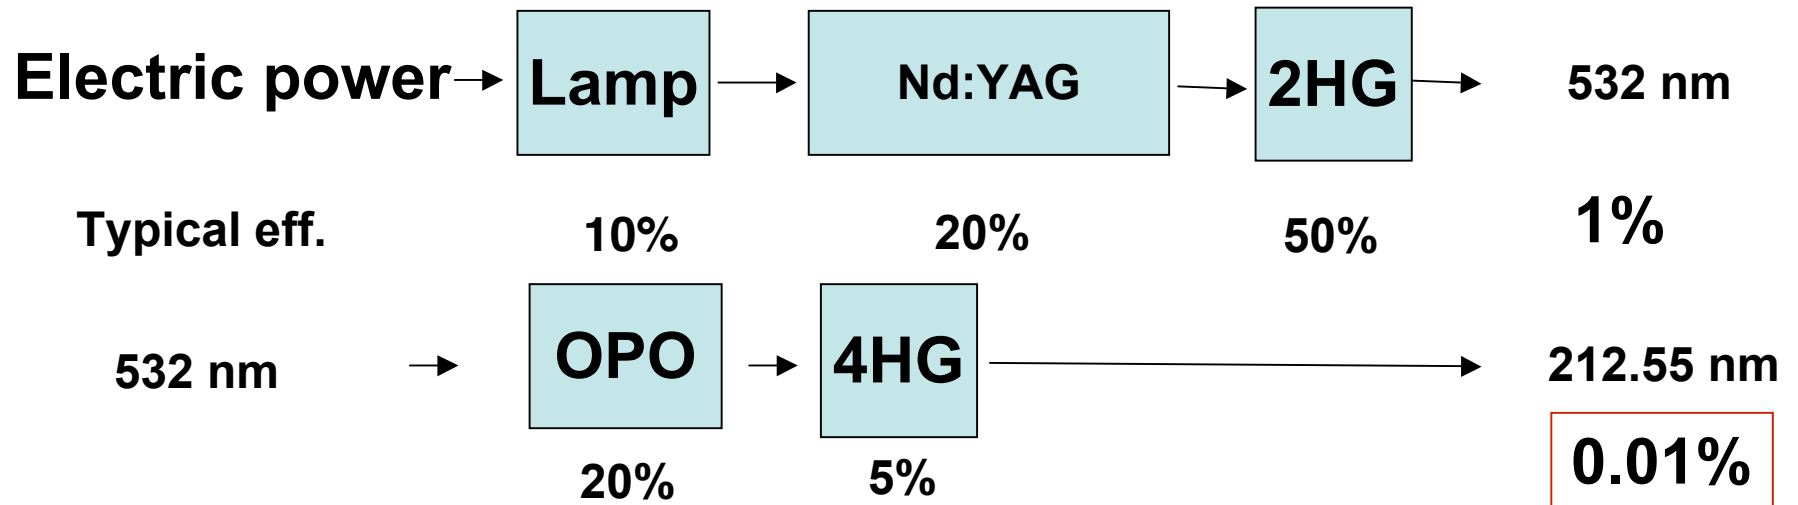 Electric power Lamp Nd:YAG 2HG 532 nm
Typical eff. 10% 20% 50% 1%
532 nm OPO 4HG 212.55 nm
20% 5% 0.01%